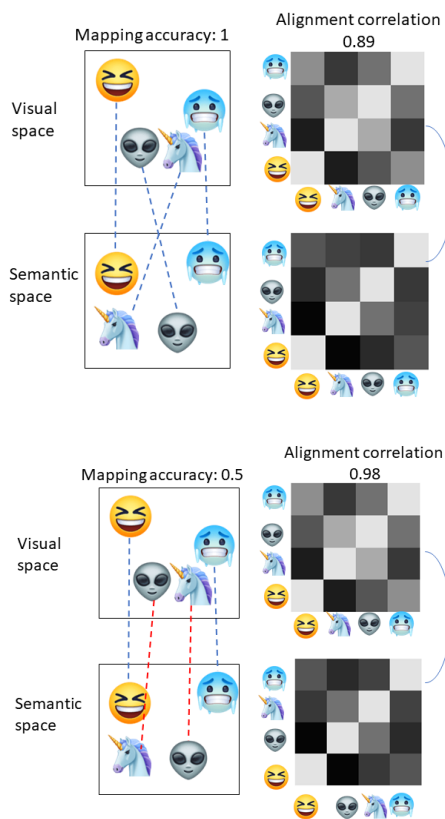 Mapping accuracy: 1
Alignment correlation
0.89
Visual
space
Semantic
space
Mapping accuracy: 0.5
Alignment correlation
0.98
Visual
space
Semantic
space